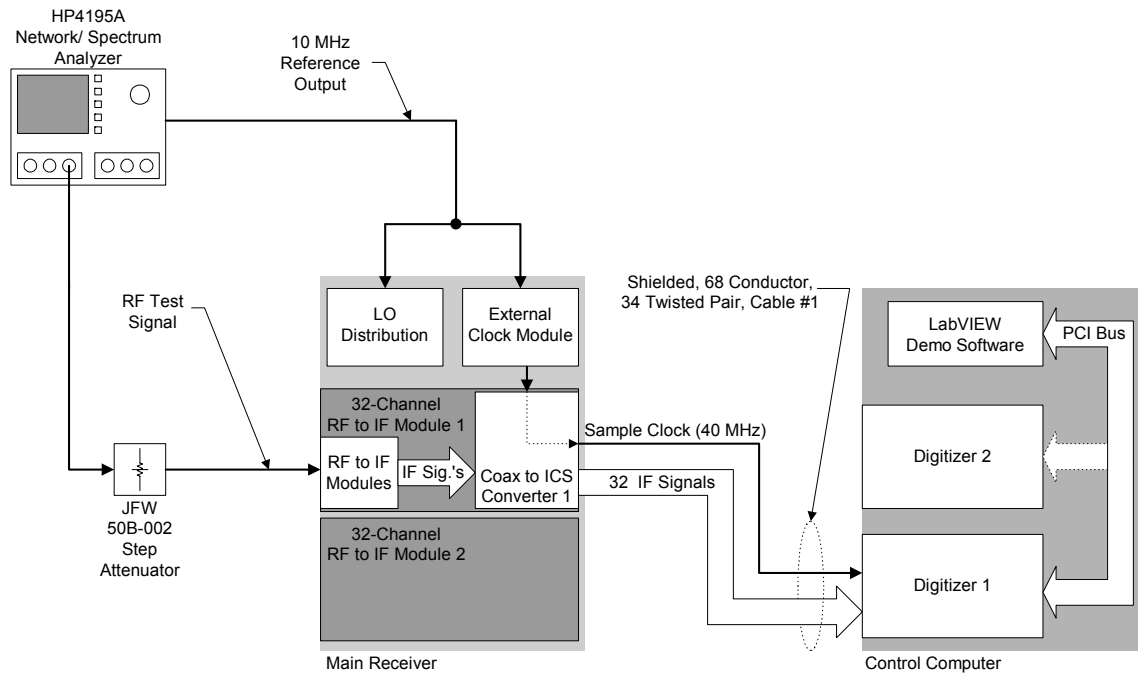 HP4195A
Network/ Spectrum
Analyzer
10 MHz
Reference
Output
RF Test
Signal
JFW
50B-002
Step
Attenuator
LO
Distribution
External
Clock Module
32-Channel
RF to IF Module 1
RF to IF
Modules
IF Sig.'s
Coax to ICS
Converter 1
32-Channel
RF to IF Module 2
Main Receiver
Sample Clock (40 MHz)
32 IF Signals
Shielded, 68 Conductor,
34 Twisted Pair, Cable #1
LabVIEW
Demo Software
PCI Bus
Digitizer 2
Digitizer 1
Control Computer